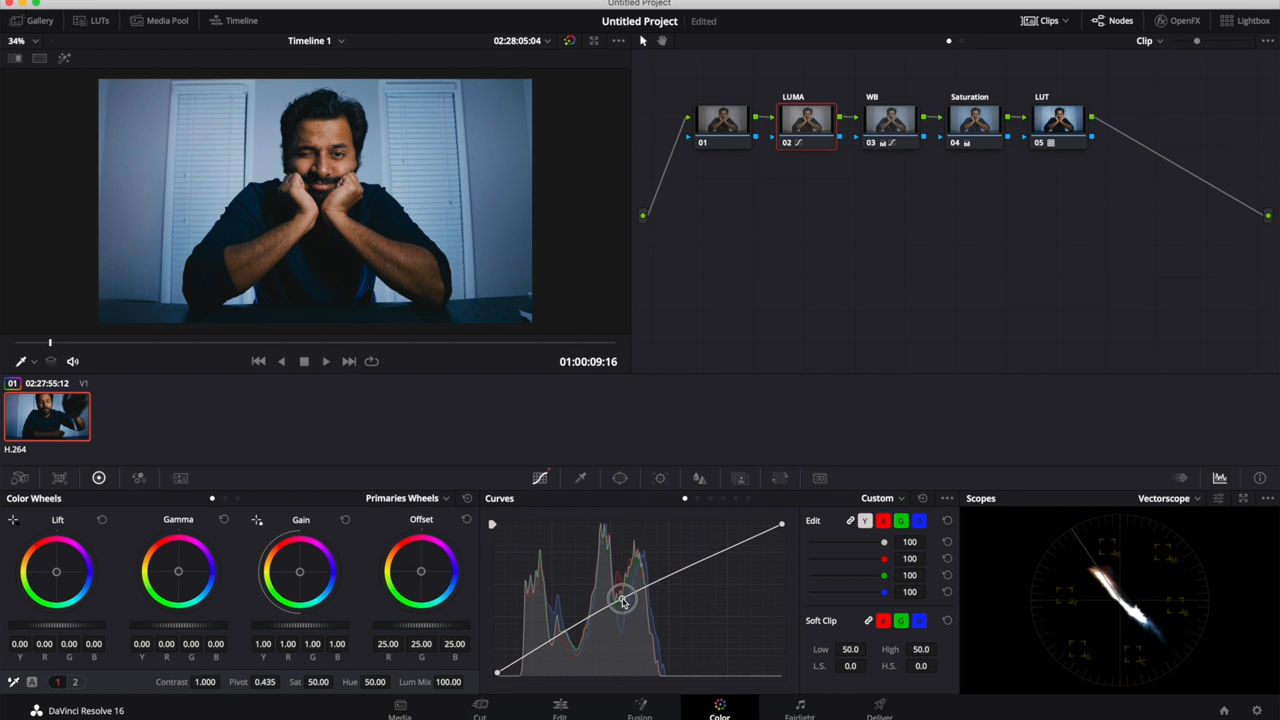 Untitled Project
Gallery
LUTs
Media Pool
Timeline
Untitled Project
Edited
Clips
Nodes
OpenFX
Lightbox
34%
Timeline 1
02:28:05:04
Clip
LUMA
WB
Saturation
LUT
01
02
03
04
05
01:00:09:16
01
02:27:55:12
V1
H.264
Color Wheels
Primaries Wheels
Curves
Custom
Scopes
Vectorscope
Lift
Gamma
Gain
Offset
Edit
Y
R
G
B
100
100
100
100
Soft Clip
R
G
B
0.00 0.00 0.00 0.00
0.00 0.00 0.00 0.00
1.00 1.00 1.00 1.00
25.00 25.00 25.00
Y R G B
Y R G B
Y R G B
R G B
Low 50.0
High 50.0
L.S. 0.0
H.S. 0.0
A
1
2
Contrast 1.000
Pivot 0.435
Sat 50.00
Hue 50.00
Lum Mix 100.00
DaVinci Resolve 16
Media
Cut
Edit
Fusion
Color
Fairlight
Deliver